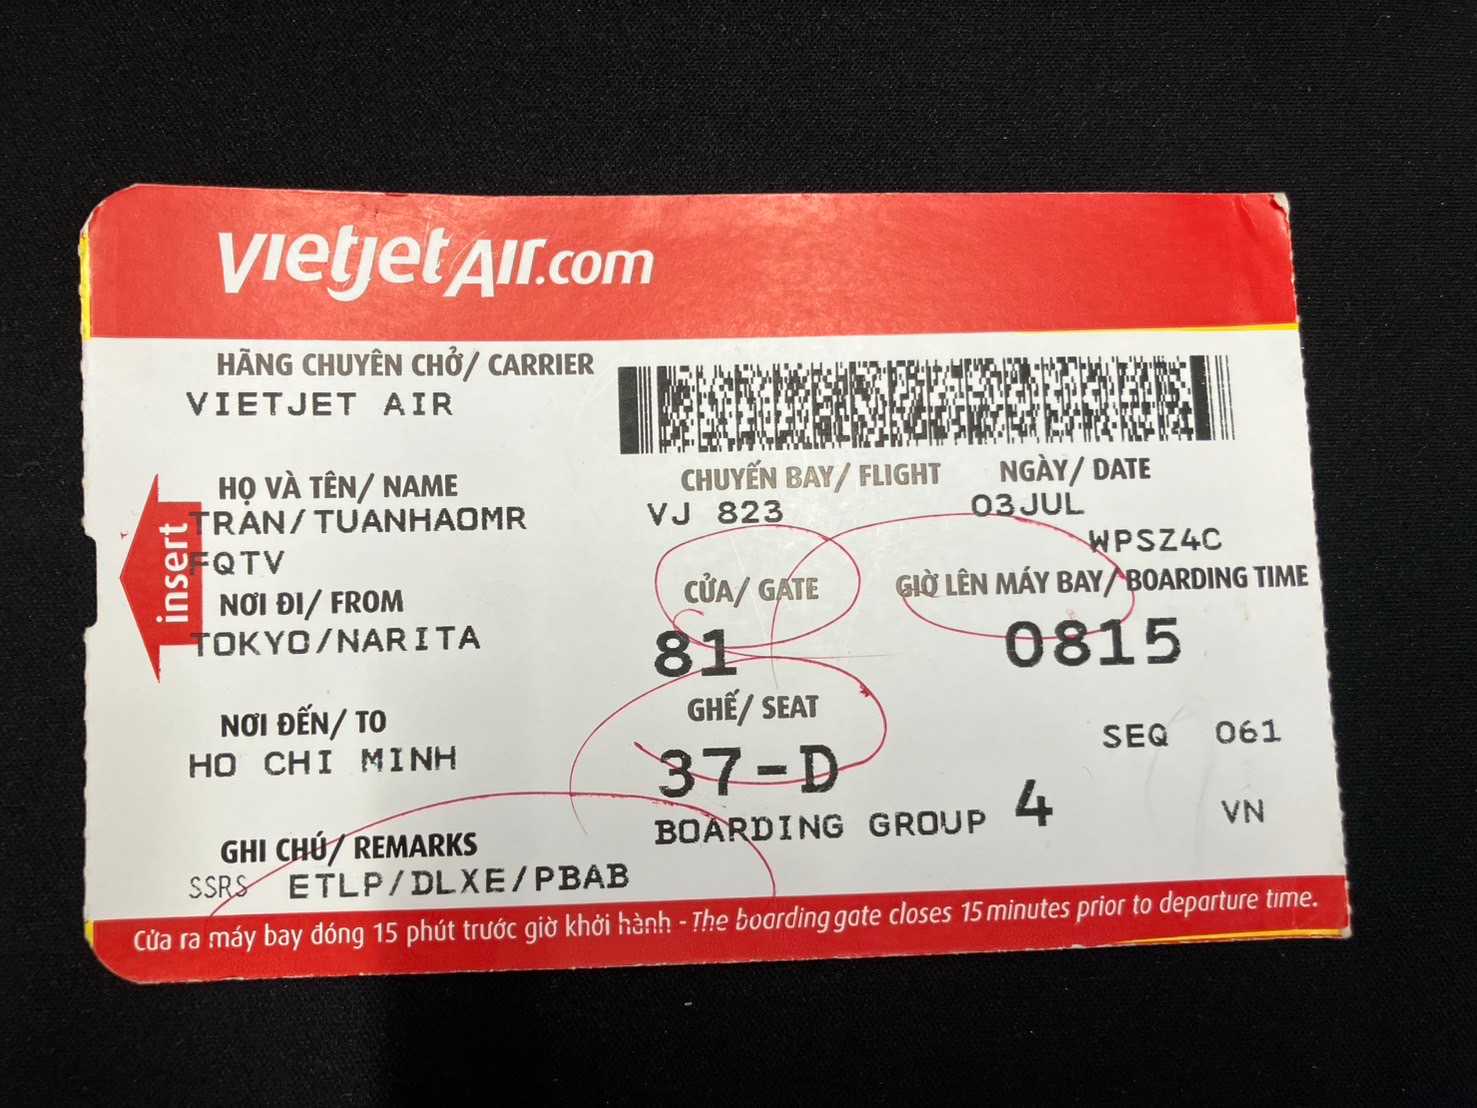 vietjetAir.com
HÃNG CHUYÊN CHỞ/ CARRIER
VIETJET AIR
HỌ VÀ TÊN/ NAME
TRAN/TUANHAOMR
FQTV
NƠI ĐI/ FROM
TOKYO/NARITA
NƠI ĐẾN/ TO
HO CHI MINH
GHI CHÚ/ REMARKS
SSRS ETLP/DLXE/PBAB
insert
CHUYẾN BAY/ FLIGHT
VJ 823
NGÀY/ DATE
03JUL
WPSZ4C
CỬA/ GATE
81
GIỜ LÊN MÁY BAY/ BOARDING TIME
0815
GHẾ/ SEAT
37-D
SEQ 061
BOARDING GROUP 4
VN
Cửa ra máy bay đóng 15 phút trước giờ khởi hành - The boarding gate closes 15 minutes prior to departure time.